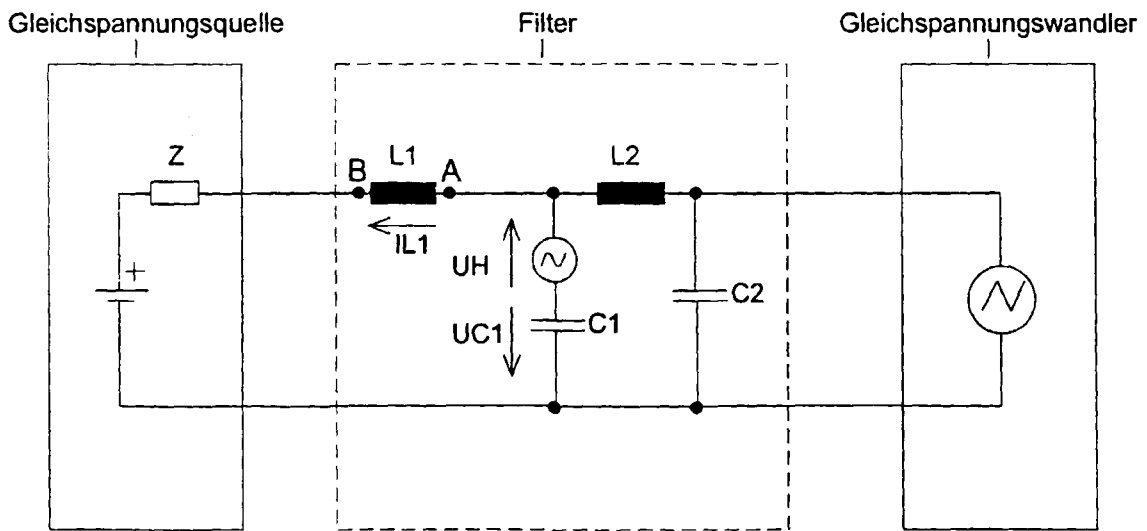 Gleichspannungsquelle
Filter
Gleichspannungswandler
Z
B
L1
A
L2
IL1
UH
+
UC1
C1
C2